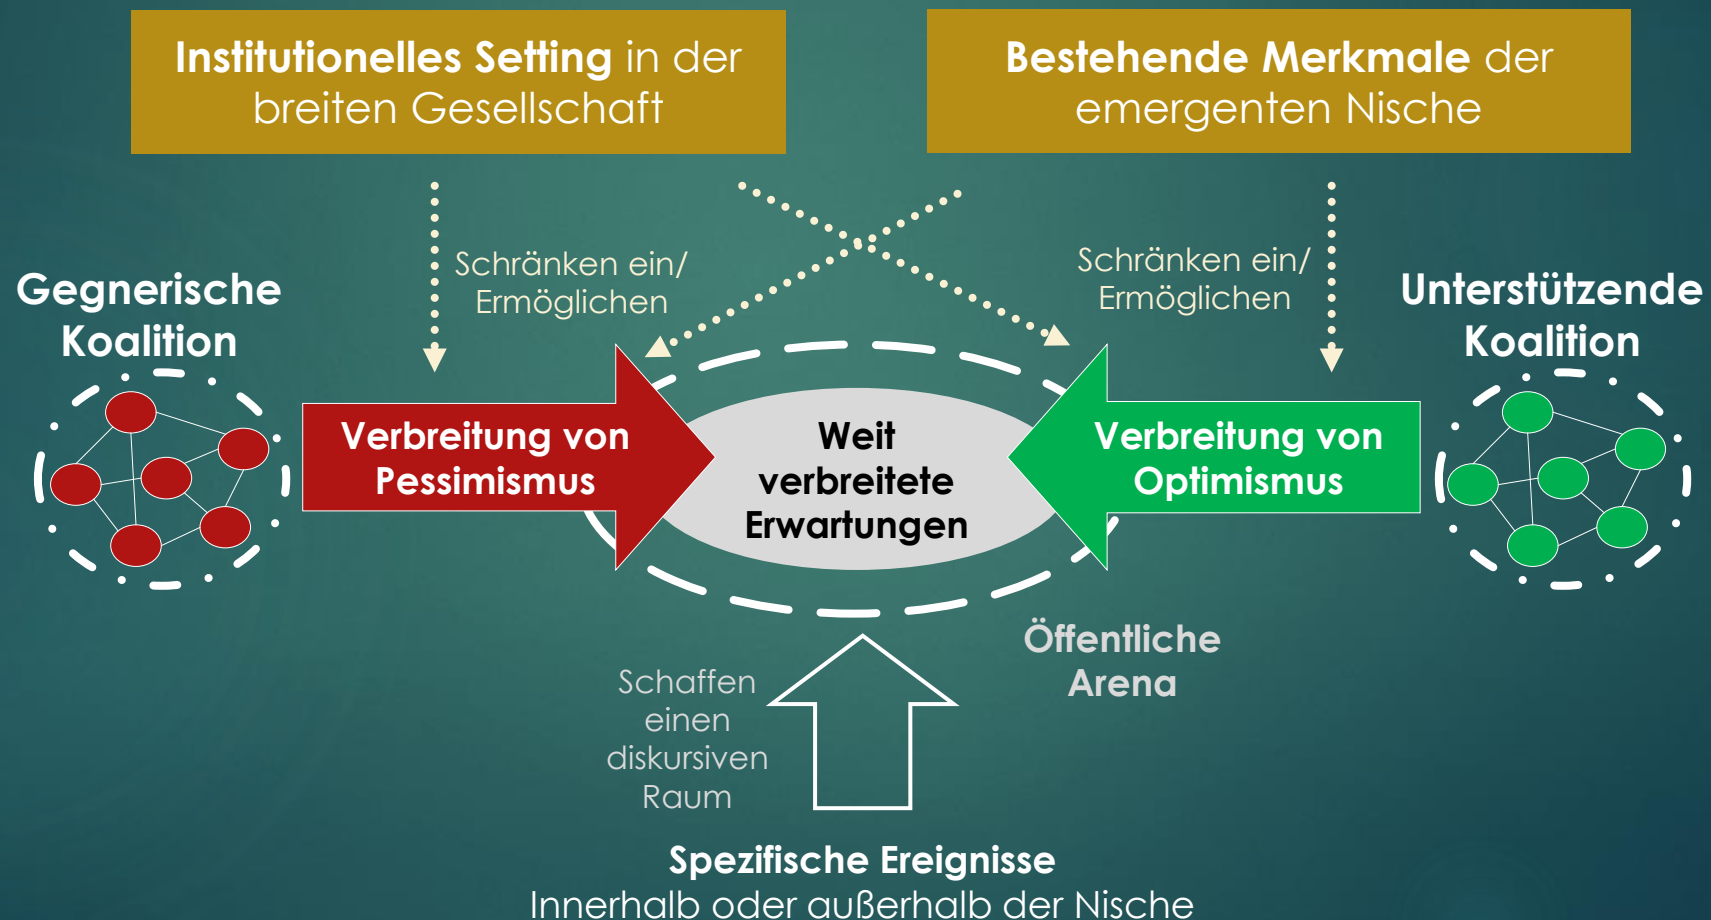 Institutionelles Setting in der
breiten Gesellschaft
Bestehende Merkmale der
emergenten Nische
Schränken ein/
Ermöglichen
Schränken ein/
Ermöglichen
Gegnerische
Koalition
Unterstützende
Koalition
Verbreitung von
Pessimismus
Weit
verbreitete
Erwartungen
Verbreitung von
Optimismus
Öffentliche
Arena
Schaffen
einen
diskursiven
Raum
Spezifische Ereignisse
Innerhalb oder außerhalb der Nische